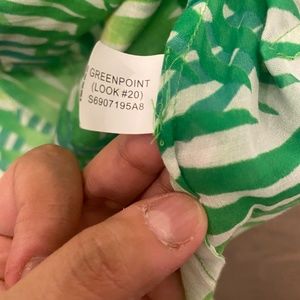 GREENPOINT
(LOOK #20)
S6907195A8